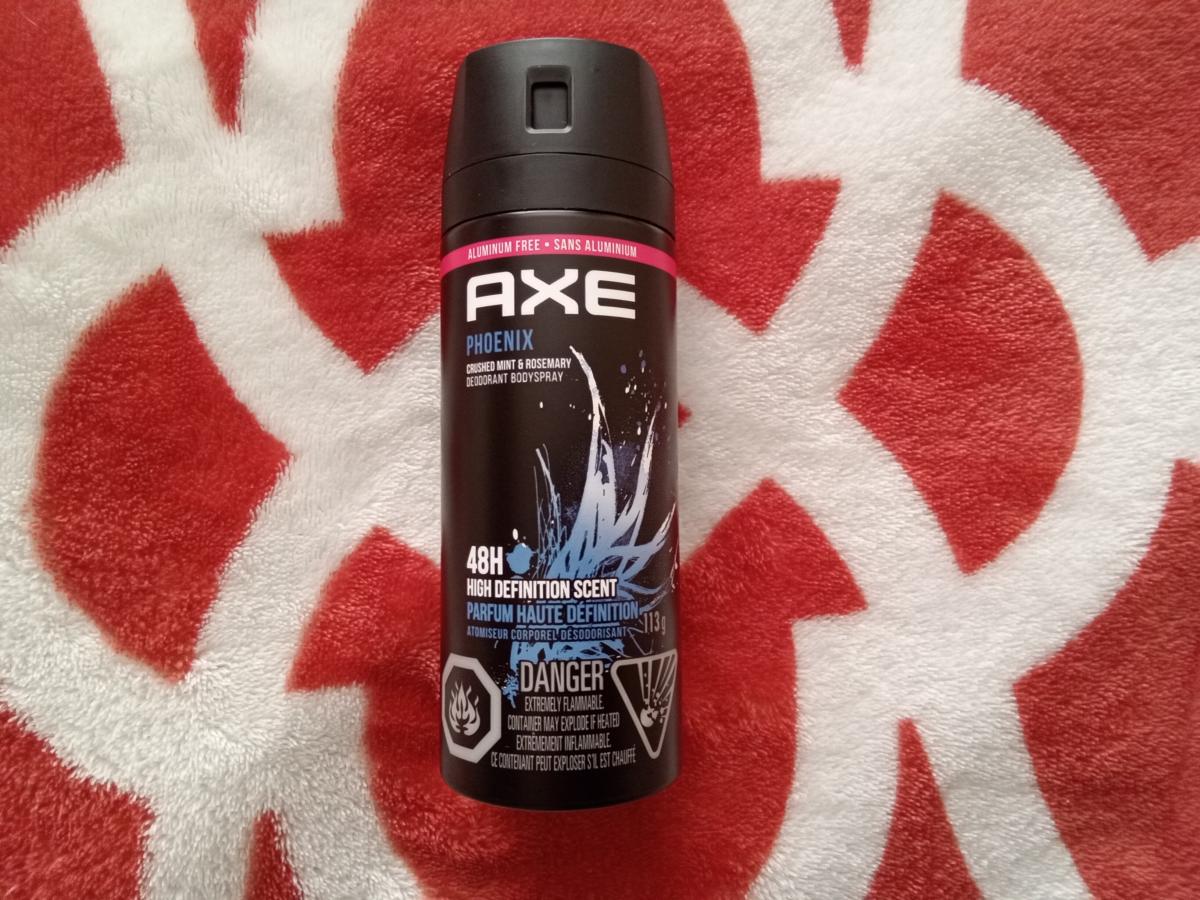 ALUMINUM FREE • SANS ALUMINIUM
AXE
PHOENIX
CRUSHED MINT & ROSEMARY
DEODORANT BODYSPRAY
48H
HIGH DEFINITION SCENT
PARFUM HAUTE DÉFINITION
ATOMISEUR CORPOREL DÉSODORISANT
113 g
DANGER
EXTREMELY FLAMMABLE.
CONTAINER MAY EXPLODE IF HEATED
EXTRÊMEMENT INFLAMMABLE.
CE CONTENANT PEUT EXPLOSER S'IL EST CHAUFFÉ